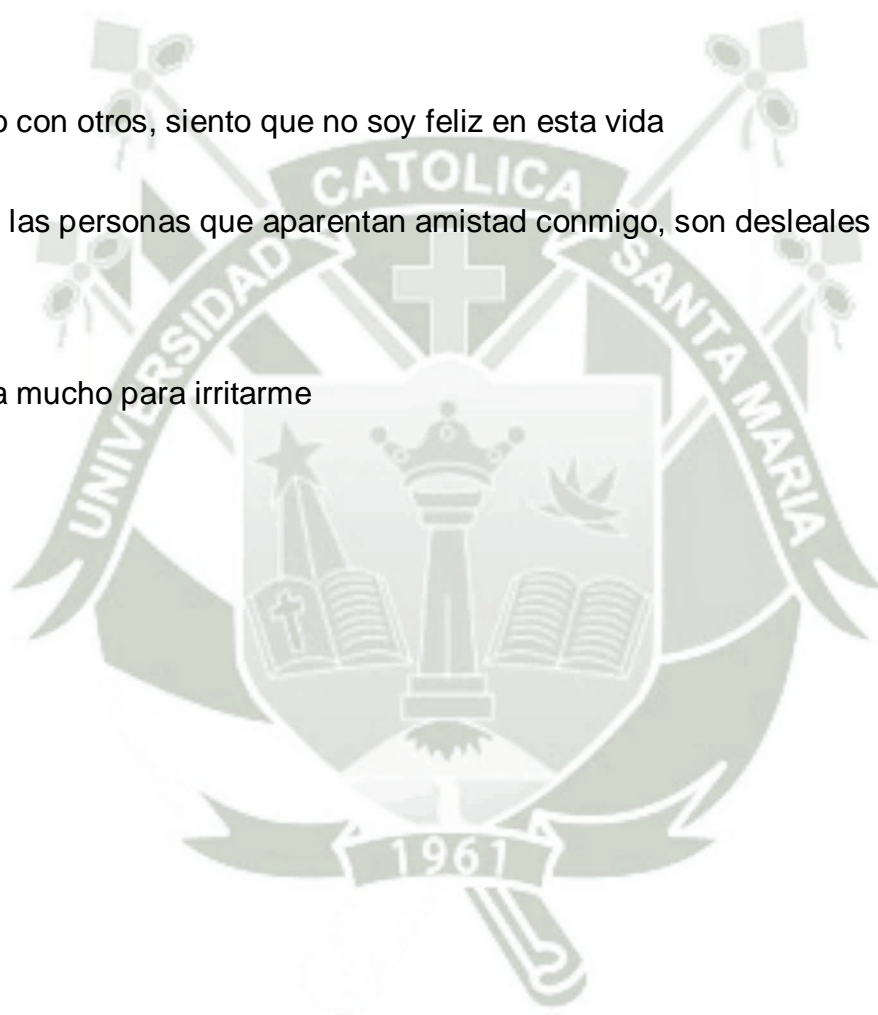 o con otros, siento que no soy feliz en esta vida
las personas que aparentan amistad conmigo, son desleales
a mucho para irritarme
UNIVERSIDAD CATOLICA SANTA MARIA
1961